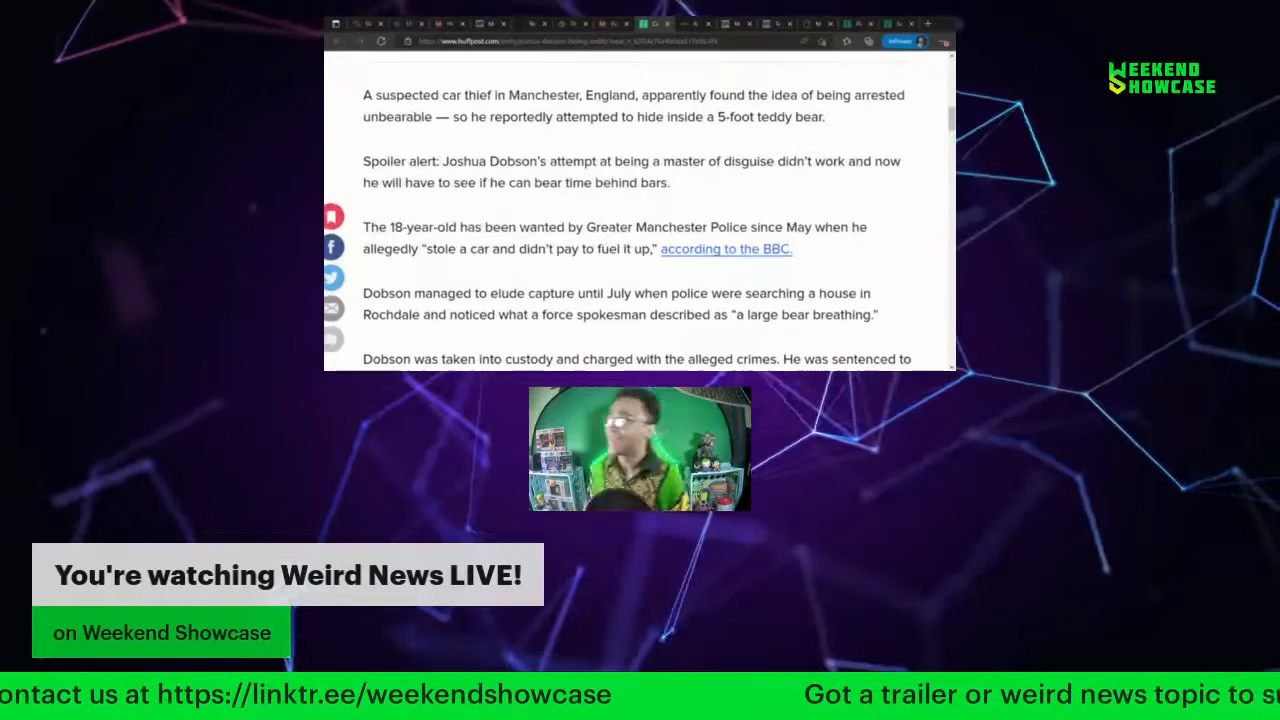 WEEKEND
SHOWCASE
A suspected car thief in Manchester, England, apparently found the idea of being arrested
unbearable — so he reportedly attempted to hide inside a 5-foot teddy bear.
Spoiler alert: Joshua Dobson's attempt at being a master of disguise didn't work and now
he will have to see if he can bear time behind bars.
The 18-year-old has been wanted by Greater Manchester Police since May when he
allegedly “stole a car and didn't pay to fuel it up,” according to the BBC.
Dobson managed to elude capture until July when police were searching a house in
Rochdale and noticed what a force spokesman described as “a large bear breathing.”
Dobson was taken into custody and charged with the alleged crimes. He was sentenced to
You're watching Weird News LIVE!
on Weekend Showcase
ontact us at https://linktr.ee/weekendshowcase Got a trailer or weird news topic to su